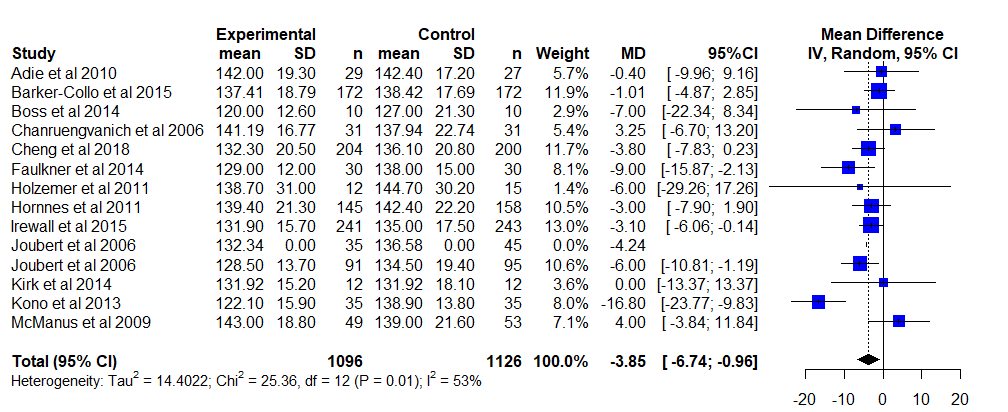 Experimental Control Mean Difference
Study mean SD n mean SD n Weight MD 95%CI IV, Random, 95% CI
Adie et al 2010 142.00 19.30 29 142.40 17.20 27 5.7% -0.40 [ -9.96; 9.16]
Barker-Collo et al 2015 137.41 18.79 172 138.42 17.69 172 11.9% -1.01 [ -4.87; 2.85]
Boss et al 2014 120.00 12.60 10 127.00 21.30 10 2.9% -7.00 [-22.34; 8.34]
Chanruengvanich et al 2006 141.19 16.77 31 137.94 22.74 31 5.4% 3.25 [ -6.70; 13.20]
Cheng et al 2018 132.30 20.50 204 136.10 20.80 200 11.7% -3.80 [ -7.83; 0.23]
Faulkner et al 2014 129.00 12.00 30 138.00 15.00 30 8.1% -9.00 [-15.87; -2.13]
Holzemer et al 2011 138.70 31.00 12 144.70 30.20 15 1.4% -6.00 [-29.26; 17.26]
Hornnes et al 2011 139.40 21.30 145 142.40 22.20 158 10.5% -3.00 [ -7.90; 1.90]
Irewall et al 2015 131.90 15.70 241 135.00 17.50 243 13.0% -3.10 [ -6.06; -0.14]
Joubert et al 2006 132.34 0.00 35 136.58 0.00 45 0.0% -4.24
Joubert et al 2006 128.50 13.70 91 134.50 19.40 95 10.6% -6.00 [-10.81; -1.19]
Kirk et al 2014 131.92 15.20 12 131.92 18.10 12 3.5% 0.00 [-13.37; 13.37]
Kono et al 2013 122.10 15.90 35 138.90 13.80 35 8.0% -16.80 [-23.77; -9.83]
McManus et al 2009 143.00 18.80 49 139.00 21.60 53 7.1% 4.00 [ -3.84; 11.84]
Total (95% CI) 1096 1126 100.0% -3.85 [ -6.74; -0.96]
Heterogeneity: Tau² = 14.4022; Chi² = 25.36, df = 12 (P = 0.01); I² = 53%
-20 -10 0 10 20